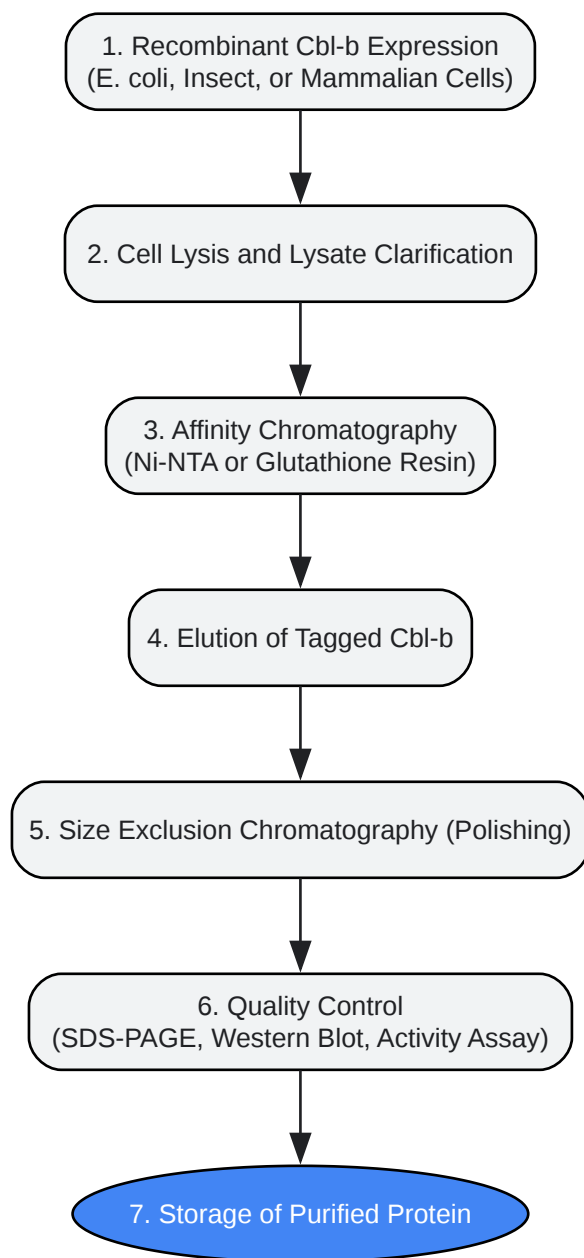 1. Recombinant Cbl-b Expression
(E. coli, Insect, or Mammalian Cells)
2. Cell Lysis and Lysate Clarification
3. Affinity Chromatography
(Ni-NTA or Glutathione Resin)
4. Elution of Tagged Cbl-b
5. Size Exclusion Chromatography (Polishing)
6. Quality Control
(SDS-PAGE, Western Blot, Activity Assay)
7. Storage of Purified Protein